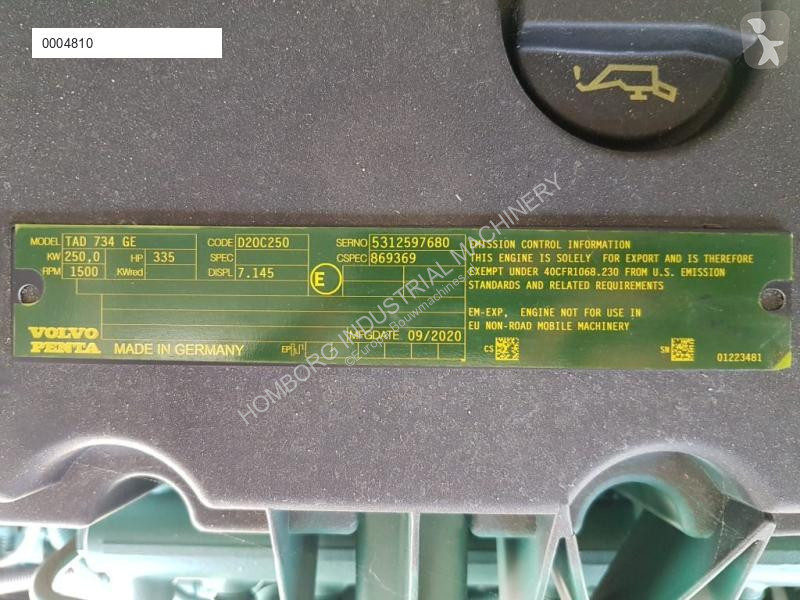 0004810
MODEL TAD 734 GE CODE D20C250 SERNO 5312597680
KW 250,0 HP 335 SPEC CSPEC 869369
RPM 1500 KWred DISPL 7.145 E
EMISSION CONTROL INFORMATION
THIS ENGINE IS SOLELY FOR EXPORT AND IS THEREFORE
EXEMPT UNDER 40CFR1068.230 FROM U.S. EMISSION
STANDARDS AND RELATED REQUIREMENTS
EM-EXP, ENGINE NOT FOR USE IN
EU NON-ROAD MOBILE MACHINERY
VOLVO
PENTA
MADE IN GERMANY
EP
MFGDATE 09/2020
CS
SN
01223481
HOMBORG INDUSTRIAL MACHINERY